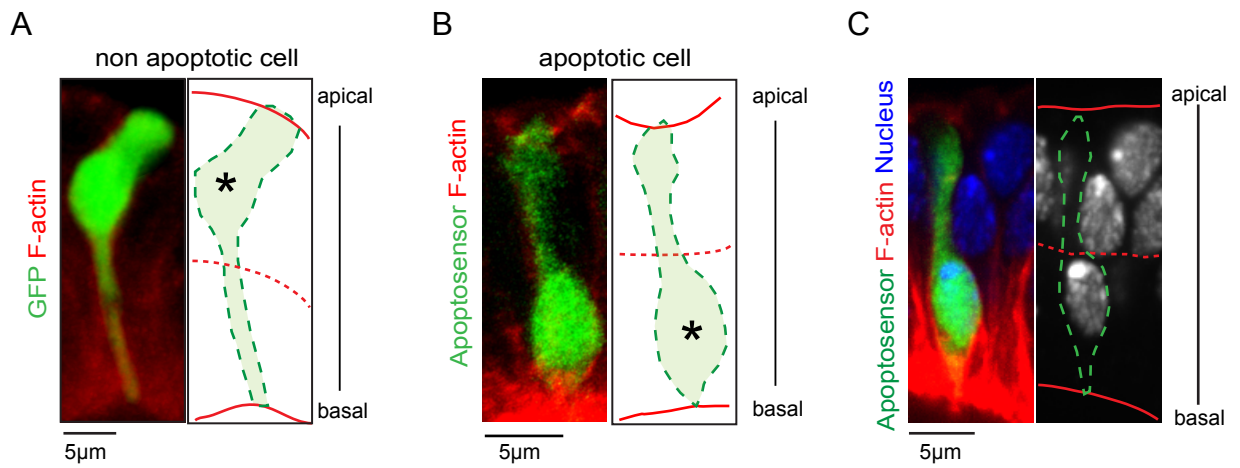 A
non apoptotic cell
GFP F-actin
*
apical
basal
5µm
B
apoptotic cell
Apoptosensor F-actin
*
apical
basal
5µm
C
Apoptosensor F-actin Nucleus
apical
basal
5µm